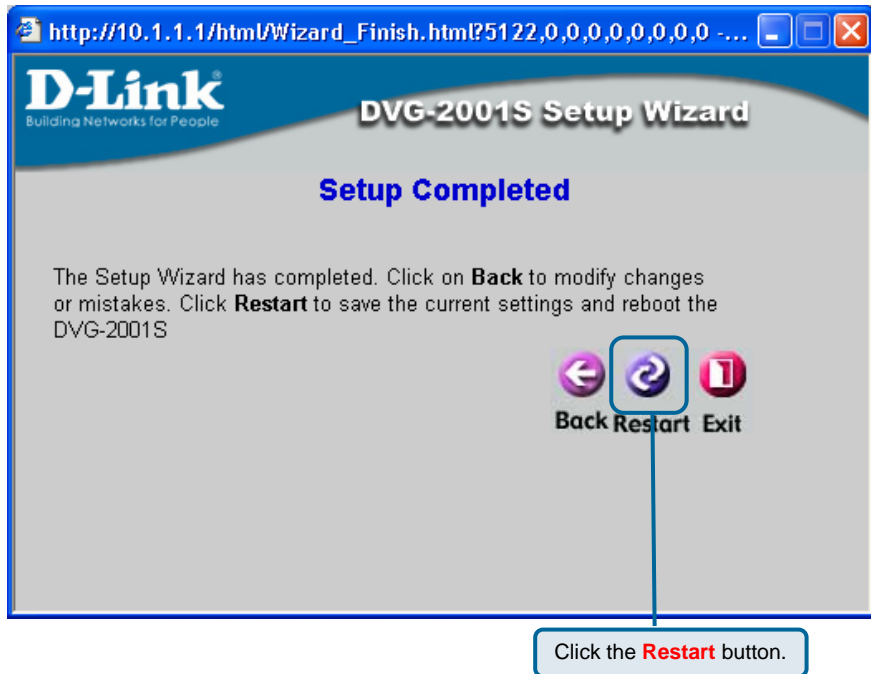 http://10.1.1.1/html/Wizard_Finish.html?5122,0,0,0,0,0,0,0,0 -...
D-Link®
Building Networks for People
DVG-2001S Setup Wizard
Setup Completed
The Setup Wizard has completed. Click on Back to modify changes
or mistakes. Click Restart to save the current settings and reboot the
DVG-2001S
Back Restart Exit
Click the Restart button.